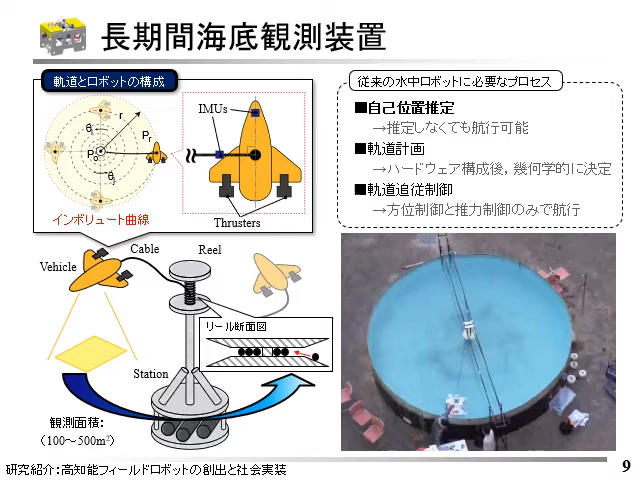 長期間海底観測装置
軌道とロボットの構成
IMUs
r
θi
Pr
Po
θj
インボリュート曲線
Thrusters
従来の水中ロボットに必要なプロセス
■自己位置推定
→推定しなくても航行可能
■軌道計画
→ハードウェア構成後，幾何学的に決定
■軌道追従制御
→方位制御と推力制御のみで航行
Cable
Reel
Vehicle
リール断面図
Station
観測面積：
（100～500m²）
研究紹介：高知能フィールドロボットの創出と社会実装
9